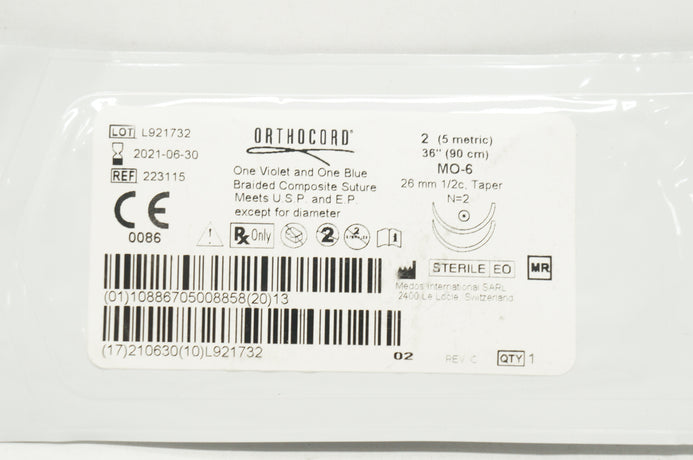 LOT L921732
2021-06-30
REF 223115
CE
0086
ORTHOCORD®
One Violet and One Blue
Braided Composite Suture
Meets U.S.P. and E.P.
except for diameter
2 (5 metric)
36" (90 cm)
MO-6
26 mm 1/2c, Taper
N=2
Rx Only
2
2
i
STERILE EO
MR
Medos International SARL
2400 Le Locle, Switzerland
(01)10886705008858(20)13
(17)210630(10)L921732
02
REV C
QTY 1